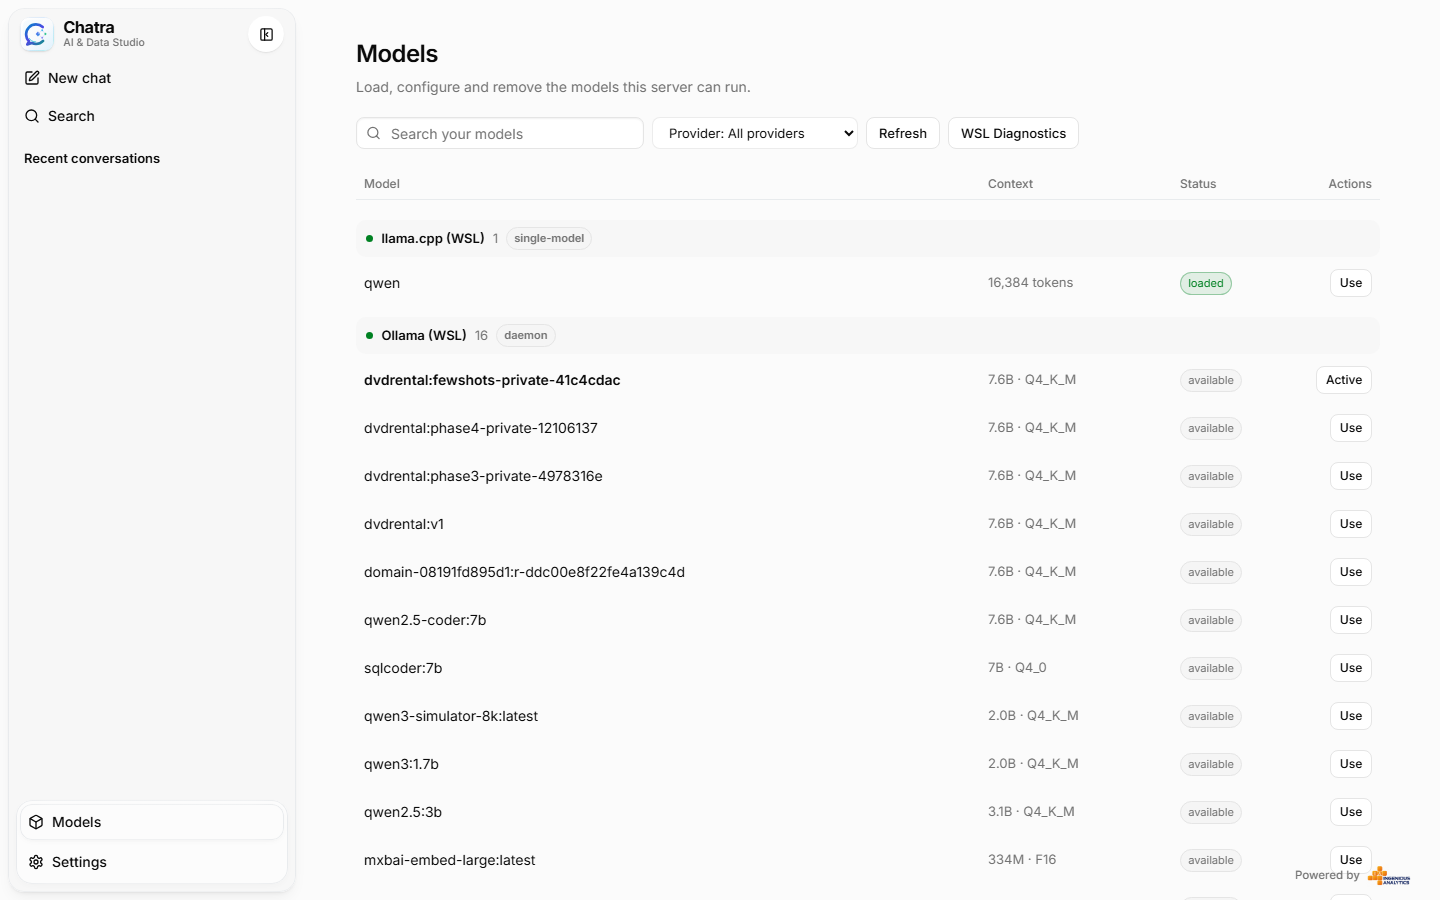 Chatra
AI & Data Studio
New chat
Search
Recent conversations
Models
Settings
Models
Load, configure and remove the models this server can run.
Search your models
Provider: All providers
Refresh
WSL Diagnostics
Model Context Status Actions
llama.cpp (WSL) 1 single-model
qwen 16,384 tokens loaded Use
Ollama (WSL) 16 daemon
dvdrental:fewshots-private-41c4cdac 7.6B · Q4_K_M available Active
dvdrental:phase4-private-12106137 7.6B · Q4_K_M available Use
dvdrental:phase3-private-4978316e 7.6B · Q4_K_M available Use
dvdrental:v1 7.6B · Q4_K_M available Use
domain-08191fd895d1:r-ddc00e8f22fe4a139c4d 7.6B · Q4_K_M available Use
qwen2.5-coder:7b 7.6B · Q4_K_M available Use
sqlcoder:7b 7B · Q4_0 available Use
qwen3-simulator-8k:latest 2.0B · Q4_K_M available Use
qwen3:1.7b 2.0B · Q4_K_M available Use
qwen2.5:3b 3.1B · Q4_K_M available Use
mxbai-embed-large:latest 334M · F16 available Use
Powered by INGENIOUS ANALYTICS